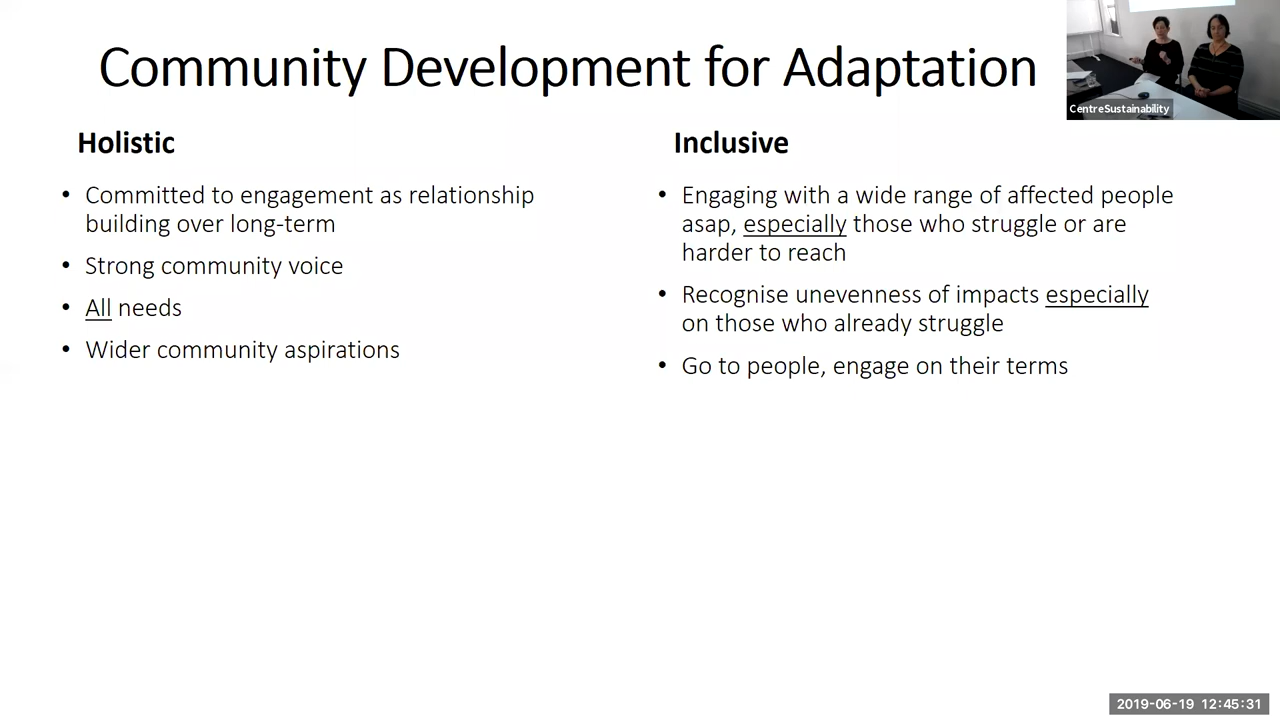 Community Development for Adaptation
CentreSustainability
Holistic
• Committed to engagement as relationship
building over long-term
• Strong community voice
• All needs
• Wider community aspirations
Inclusive
• Engaging with a wide range of affected people
asap, especially those who struggle or are
harder to reach
• Recognise unevenness of impacts especially
on those who already struggle
• Go to people, engage on their terms
2019-06-19 12:45:31